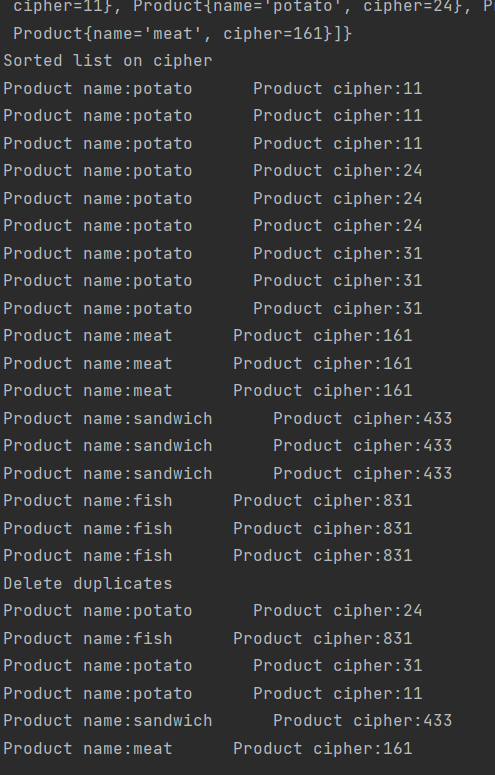 cipher=11}, Product{name='potato', cipher=24}, P
Product{name='meat', cipher=161}]}
Sorted list on cipher
Product name:potato      Product cipher:11
Product name:potato      Product cipher:11
Product name:potato      Product cipher:11
Product name:potato      Product cipher:24
Product name:potato      Product cipher:24
Product name:potato      Product cipher:24
Product name:potato      Product cipher:31
Product name:potato      Product cipher:31
Product name:potato      Product cipher:31
Product name:meat      Product cipher:161
Product name:meat      Product cipher:161
Product name:meat      Product cipher:161
Product name:sandwich      Product cipher:433
Product name:sandwich      Product cipher:433
Product name:sandwich      Product cipher:433
Product name:fish      Product cipher:831
Product name:fish      Product cipher:831
Product name:fish      Product cipher:831
Delete duplicates
Product name:potato      Product cipher:24
Product name:fish      Product cipher:831
Product name:potato      Product cipher:31
Product name:potato      Product cipher:11
Product name:sandwich      Product cipher:433
Product name:meat      Product cipher:161